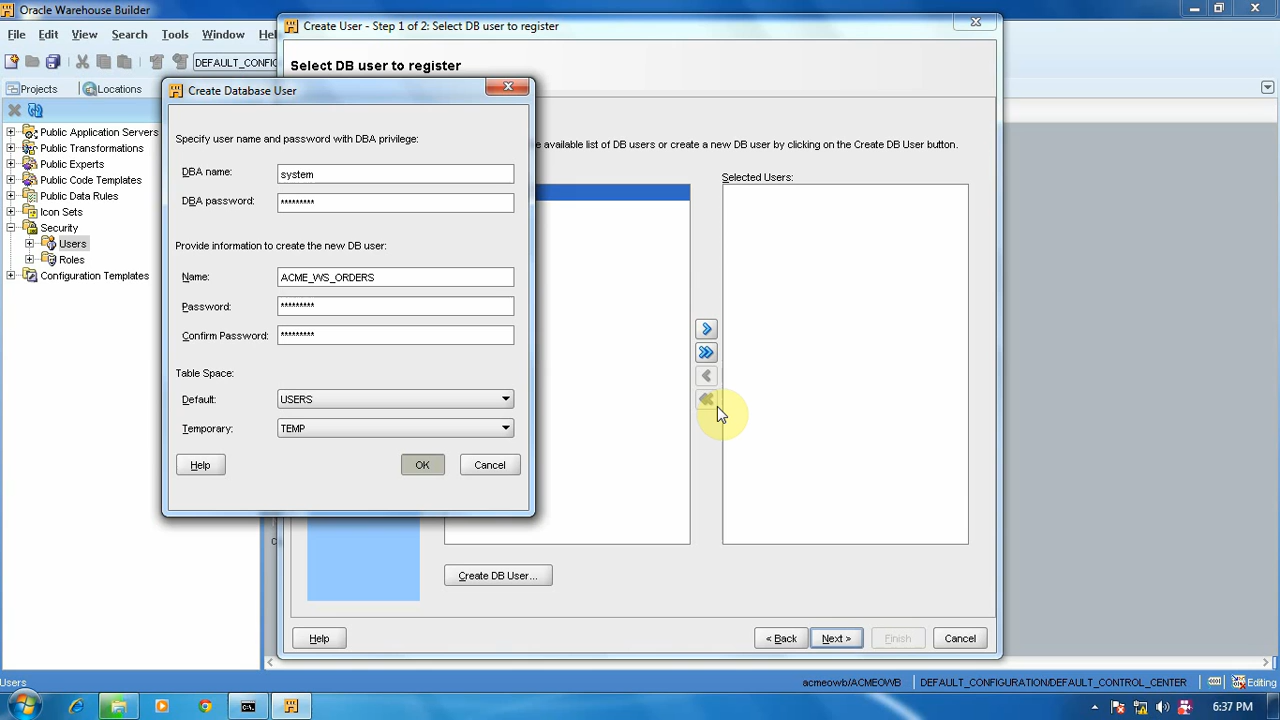 Oracle Warehouse Builder
File Edit View Search Tools Window Hel
DEFAULT_CONFIG
Projects Locations
Public Application Servers
Public Transformations
Public Experts
Public Code Templates
Public Data Rules
Icon Sets
Security
Users
Roles
Configuration Templates
Create User - Step 1 of 2: Select DB user to register
Select DB user to register
e available list of DB users or create a new DB user by clicking on the Create DB User button.
Selected Users:
Create DB User...
Help
< Back
Next >
Finish
Cancel
Create Database User
Specify user name and password with DBA privilege:
DBA name: system
DBA password: *********
Provide information to create the new DB user:
Name: ACME_WS_ORDERS
Password: *********
Confirm Password: *********
Table Space:
Default: USERS
Temporary: TEMP
Help
OK
Cancel
Users
acmeowb/ACMEOWB
DEFAULT_CONFIGURATION/DEFAULT_CONTROL_CENTER
Editing
6:37 PM